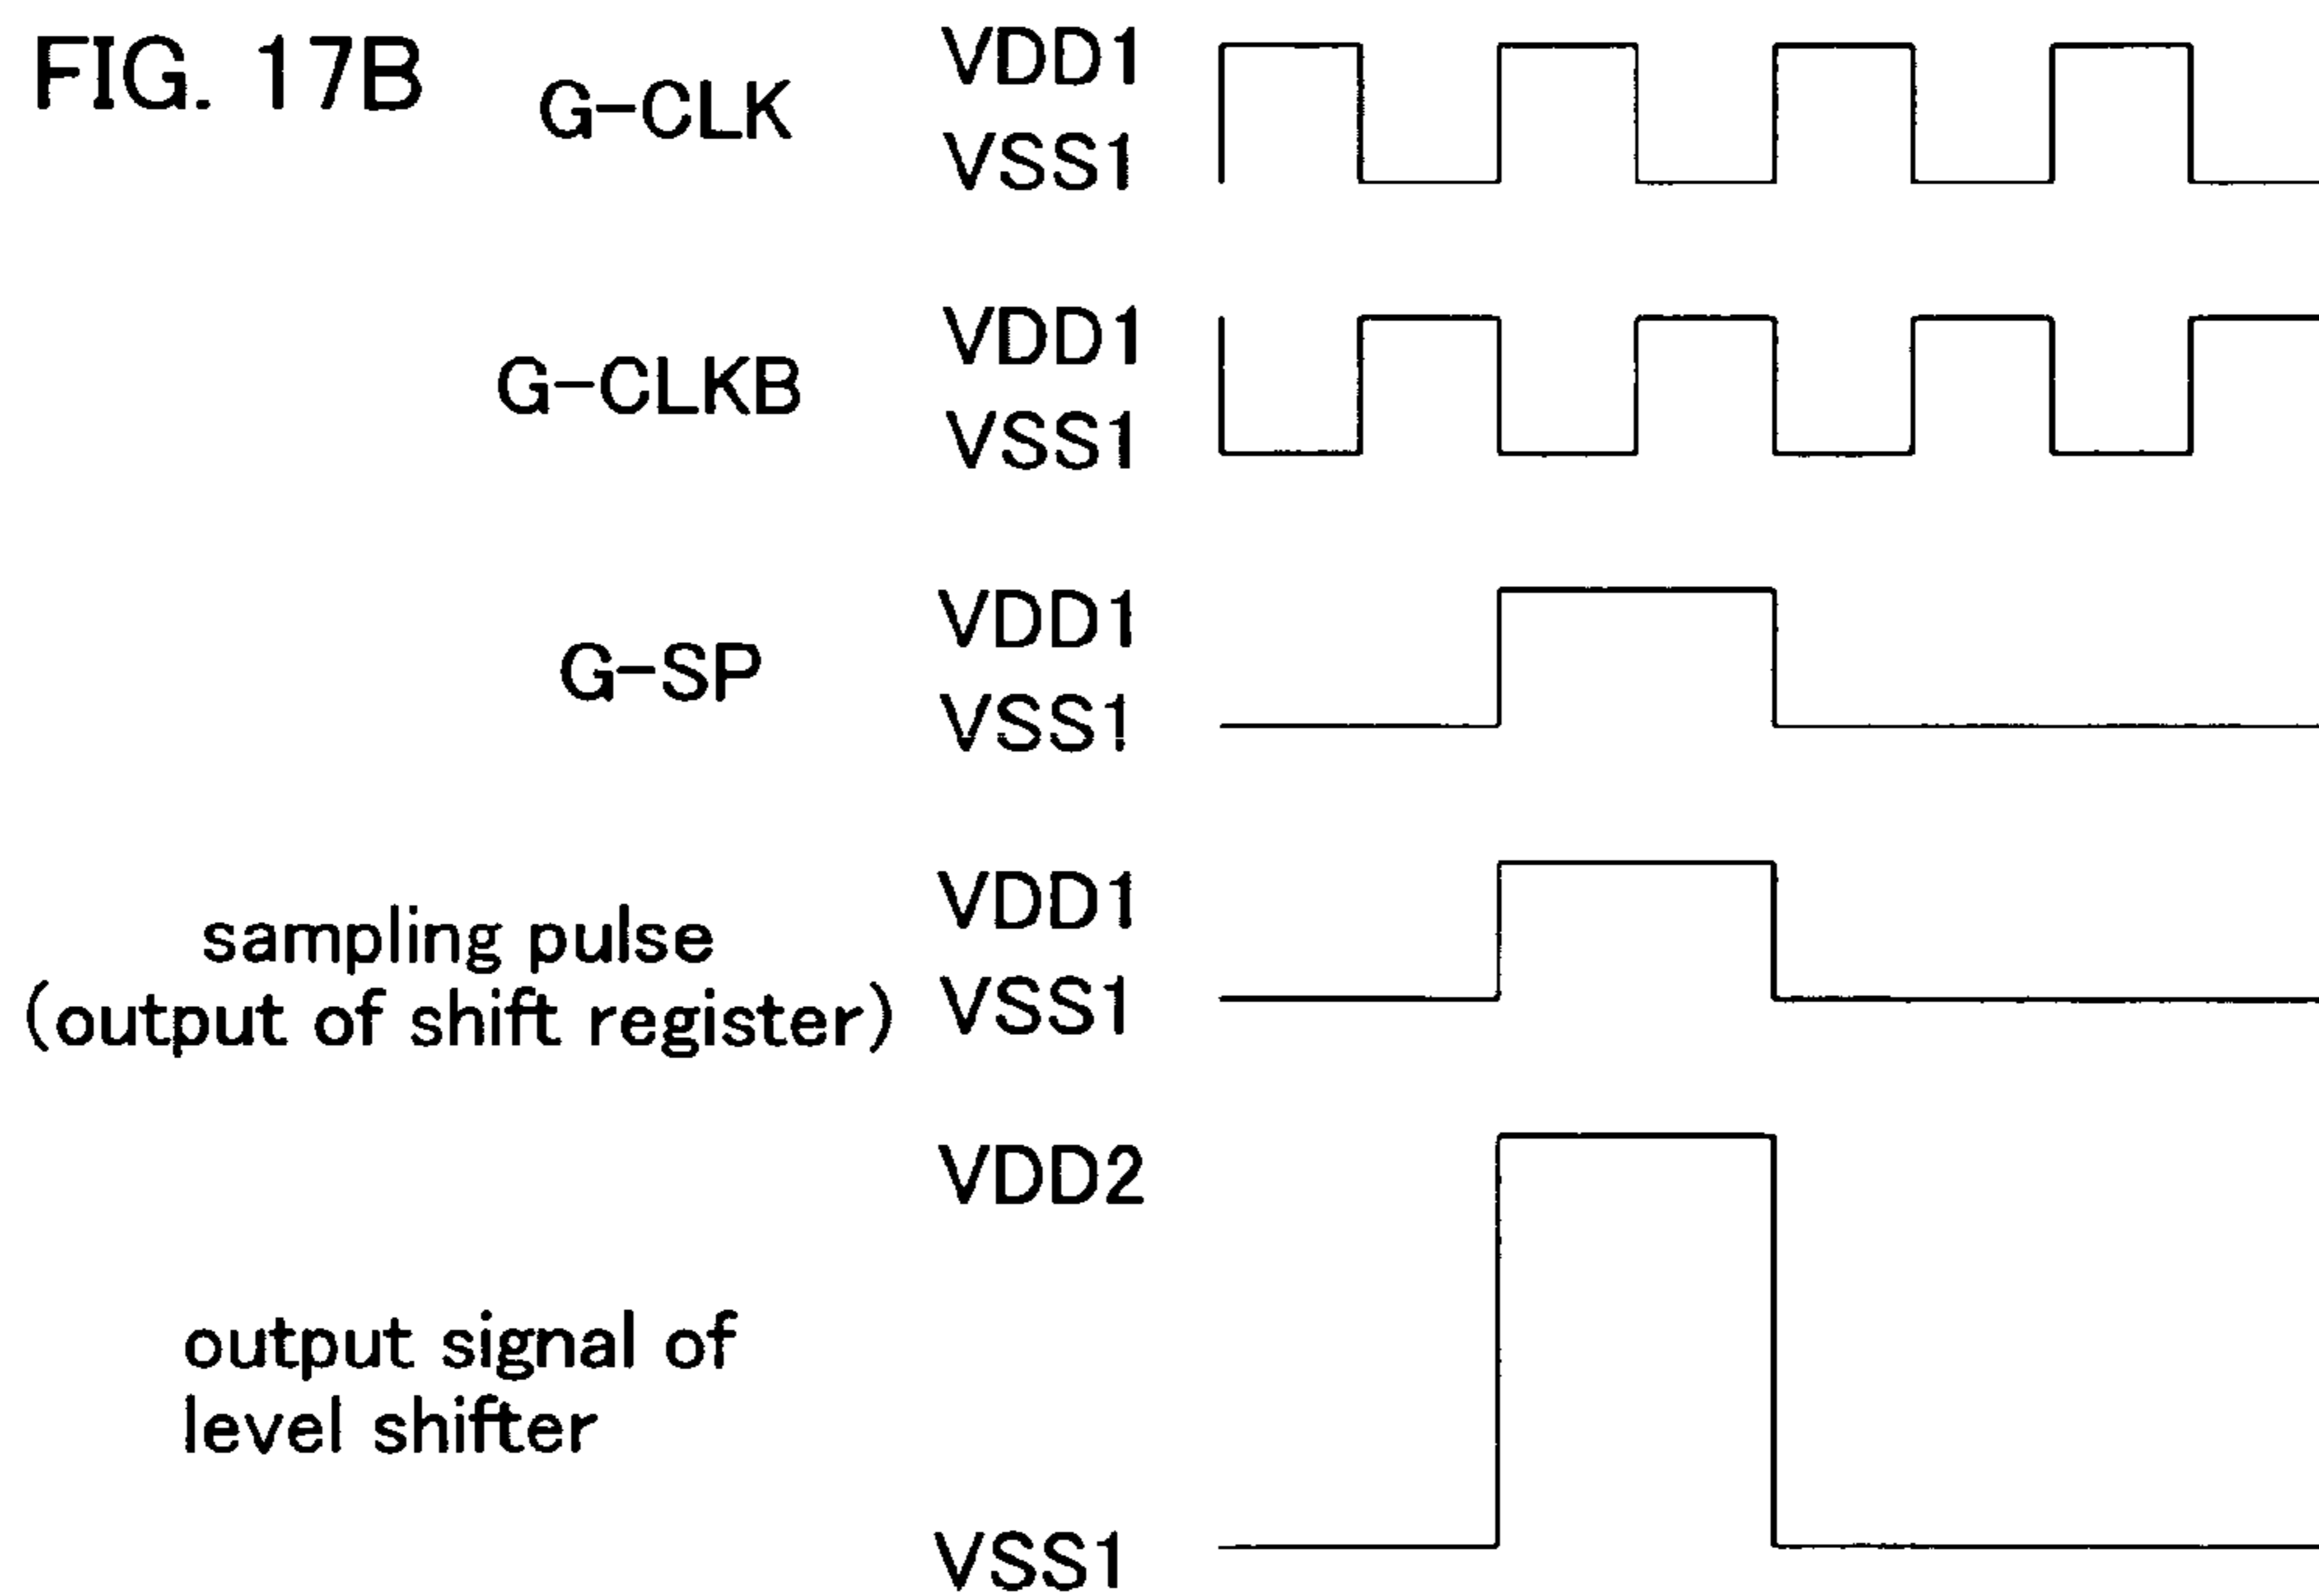 FIG. 17B
G-CLK
VDD1
VSS1
G-CLKB
VDD1
VSS1
G-SP
VDD1
VSS1
sampling pulse
(output of shift register)
VDD1
VSS1
output signal of
level shifter
VDD2
VSS1